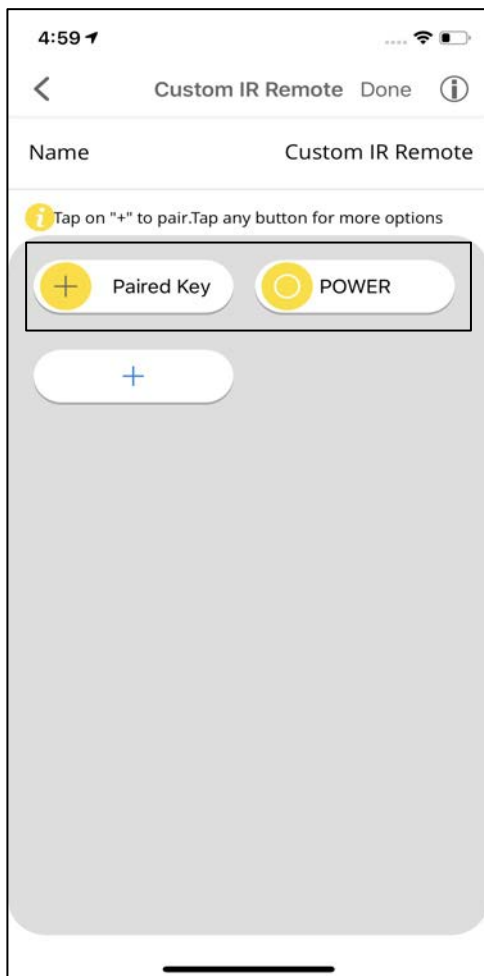 4:59
Custom IR Remote Done
Name Custom IR Remote
Tap on "+" to pair.Tap any button for more options
+ Paired Key POWER
+